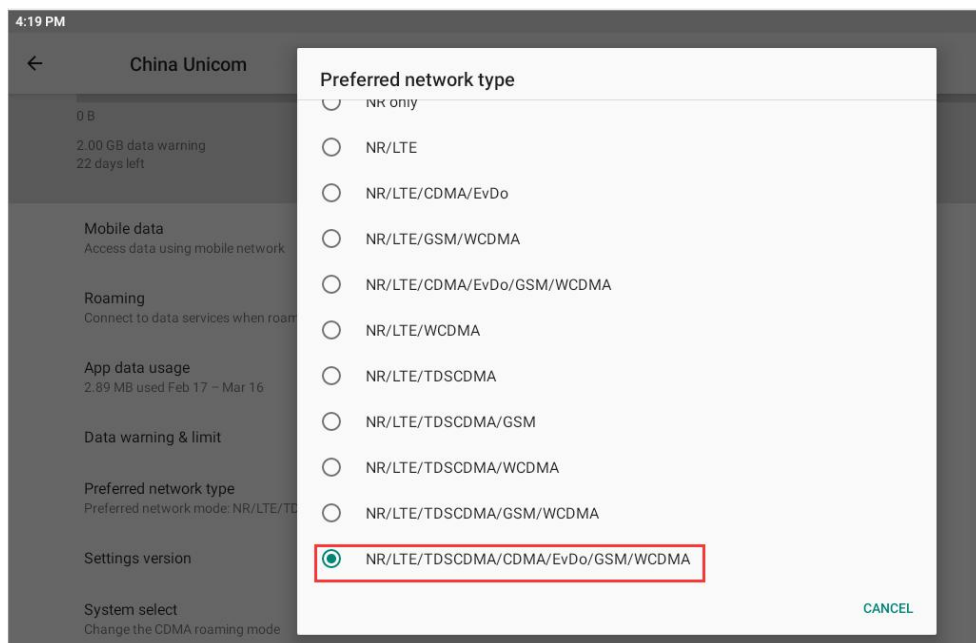 4:19 PM
China Unicom
0 B
2.00 GB data warning
22 days left
Mobile data
Access data using mobile network
Roaming
Connect to data services when roam
App data usage
2.89 MB used Feb 17 – Mar 16
Data warning & limit
Preferred network type
Preferred network mode: NR/LTE/TD
Settings version
System select
Change the CDMA roaming mode
Preferred network type
NR only
NR/LTE
NR/LTE/CDMA/EvDo
NR/LTE/GSM/WCDMA
NR/LTE/CDMA/EvDo/GSM/WCDMA
NR/LTE/WCDMA
NR/LTE/TDSCDMA
NR/LTE/TDSCDMA/GSM
NR/LTE/TDSCDMA/WCDMA
NR/LTE/TDSCDMA/GSM/WCDMA
NR/LTE/TDSCDMA/CDMA/EvDo/GSM/WCDMA
CANCEL